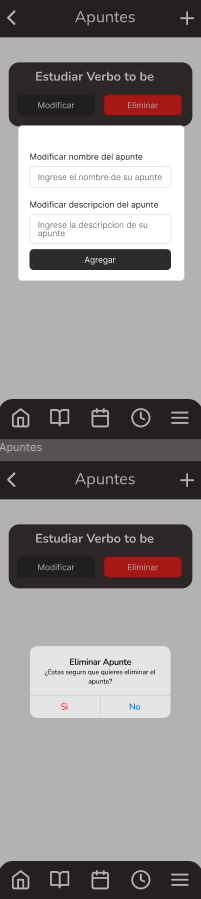 Apuntes
Estudiar Verbo to be
Modificar
Eliminar
Modificar nombre del apunte
Ingrese el nombre de su apunte
Modificar descripcion del apunte
Ingrese la descripcion de su
apunte
Agregar
Apuntes
Apuntes
Estudiar Verbo to be
Modificar
Eliminar
Eliminar Apunte
¿Estas seguro que quieres eliminar el
apunte?
Si
No